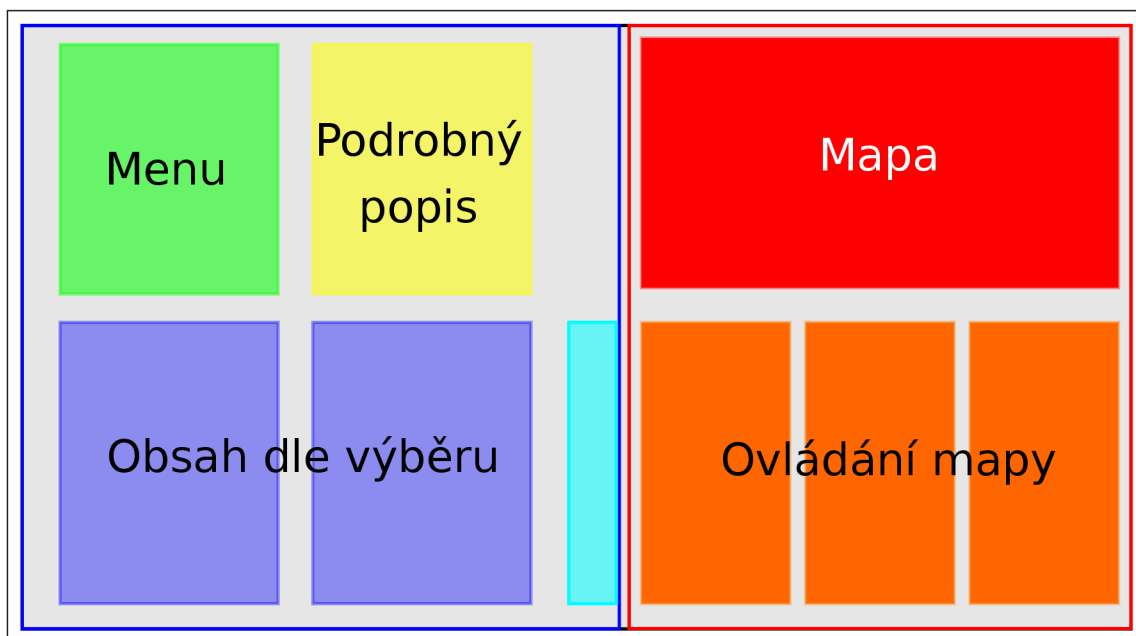 Menu
Podrobný
popis
Mapa
Obsah dle výběru
Ovládání mapy